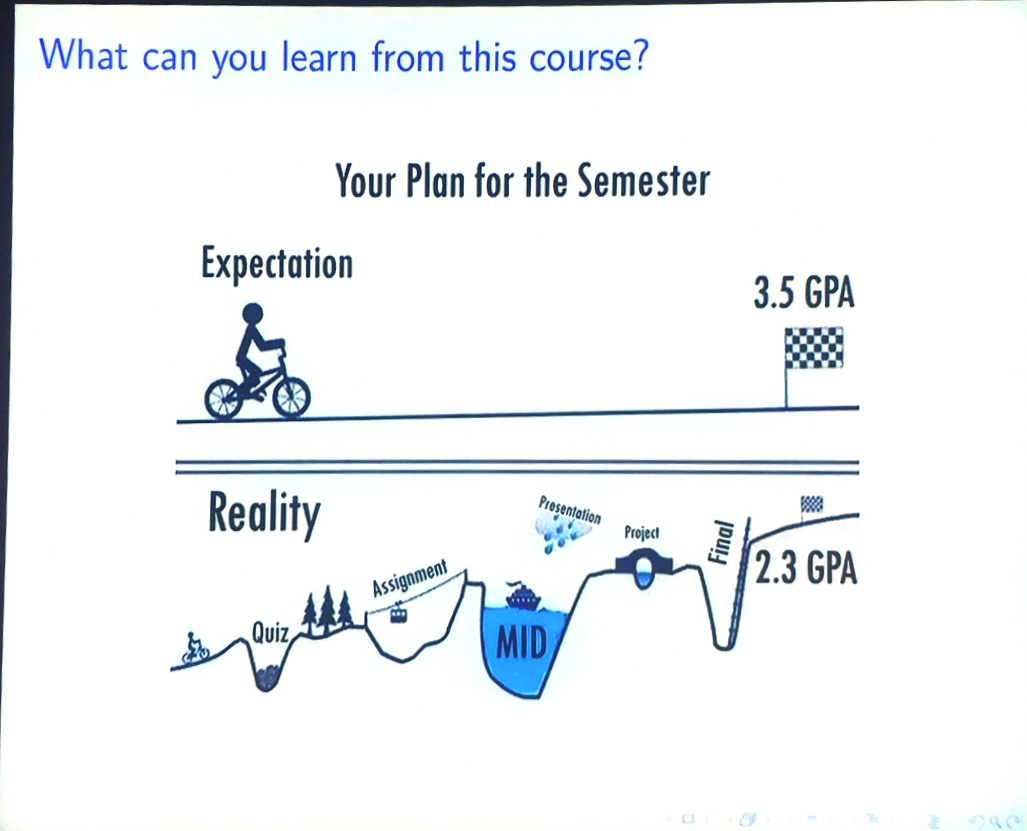 What can you learn from this course?
Your Plan for the Semester
Expectation
3.5 GPA
Reality
Presentation
Project
Final
Assignment
2.3 GPA
Quiz
MID